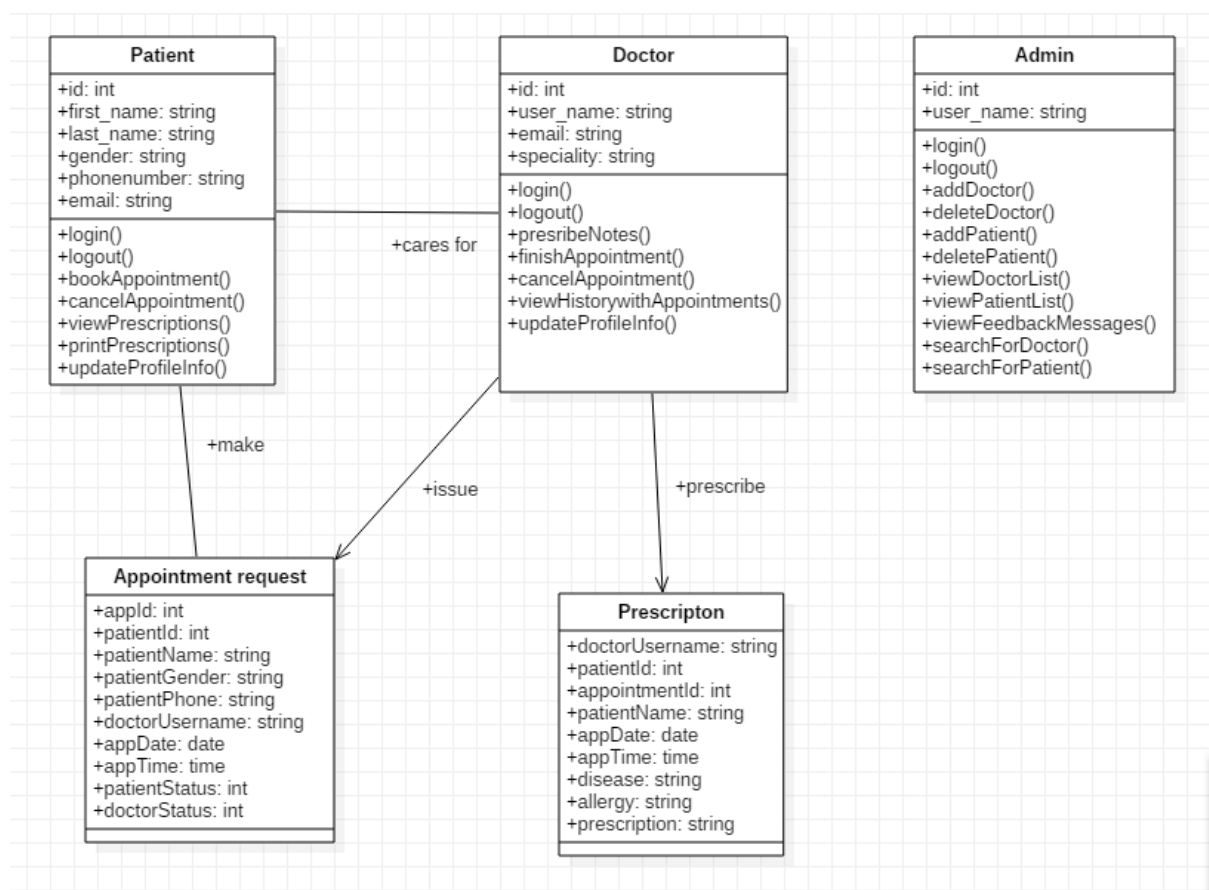 Patient
+id: int
+first_name: string
+last_name: string
+gender: string
+phonenumber: string
+email: string
+login()
+logout()
+bookAppointment()
+cancelAppointment()
+viewPrescriptions()
+printPrescriptions()
+updateProfileInfo()
+cares for
Doctor
+id: int
+user_name: string
+email: string
+speciality: string
+login()
+logout()
+presribeNotes()
+finishAppointment()
+cancelAppointment()
+viewHistorywithAppointments()
+updateProfileInfo()
Admin
+id: int
+user_name: string
+login()
+logout()
+addDoctor()
+deleteDoctor()
+addPatient()
+deletePatient()
+viewDoctorList()
+viewPatientList()
+viewFeedbackMessages()
+searchForDoctor()
+searchForPatient()
+make
+issue
+prescribe
Appointment request
+appId: int
+patientId: int
+patientName: string
+patientGender: string
+patientPhone: string
+doctorUsername: string
+appDate: date
+appTime: time
+patientStatus: int
+doctorStatus: int
Prescripton
+doctorUsername: string
+patientId: int
+appointmentId: int
+patientName: string
+appDate: date
+appTime: time
+disease: string
+allergy: string
+prescription: string